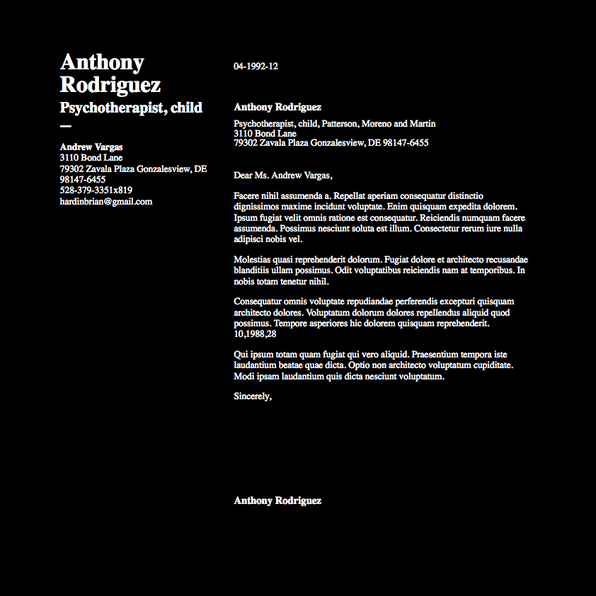 Anthony
Rodriguez
Psychotherapist, child
Andrew Vargas
3110 Bond Lane
79302 Zavala Plaza Gonzalesview, DE
98147-6455
528-379-3351x819
hardinbrian@gmail.com
04-1992-12
Anthony Rodriguez
Psychotherapist, child, Patterson, Moreno and Martin
3110 Bond Lane
79302 Zavala Plaza Gonzalesview, DE 98147-6455
Dear Ms. Andrew Vargas,
Facere nihil assumenda a. Repellat aperiam consequatur distinctio
dignissimos maxime incidunt voluptate. Enim quisquam expedita dolorem.
Ipsum fugiat velit omnis ratione est consequatur. Reiciendis numquam facere
assumenda. Possimus nesciunt soluta est illum. Consectetur rerum iure nulla
adipisci nobis vel.
Molestias quasi reprehenderit dolorum. Fugiat dolore et architecto recusandae
blanditiis ullam possimus. Odit voluptatibus reiciendis nam at temporibus. In
nobis totam tenetur nihil.
Consequatur omnis voluptate repudiandae perferendis excepturi quisquam
architecto dolores. Voluptatum dolorum dolores repellendus aliquid quod
possimus. Tempore asperiores hic dolorem quisquam reprehenderit.
10,1988,28
Qui ipsum totam quam fugiat qui vero aliquid. Praesentium tempora iste
laudantium beatae quae dicta. Optio non architecto voluptatum cupiditate.
Modi ipsam laudantium quis dicta nesciunt voluptatum.
Sincerely,
Anthony Rodriguez